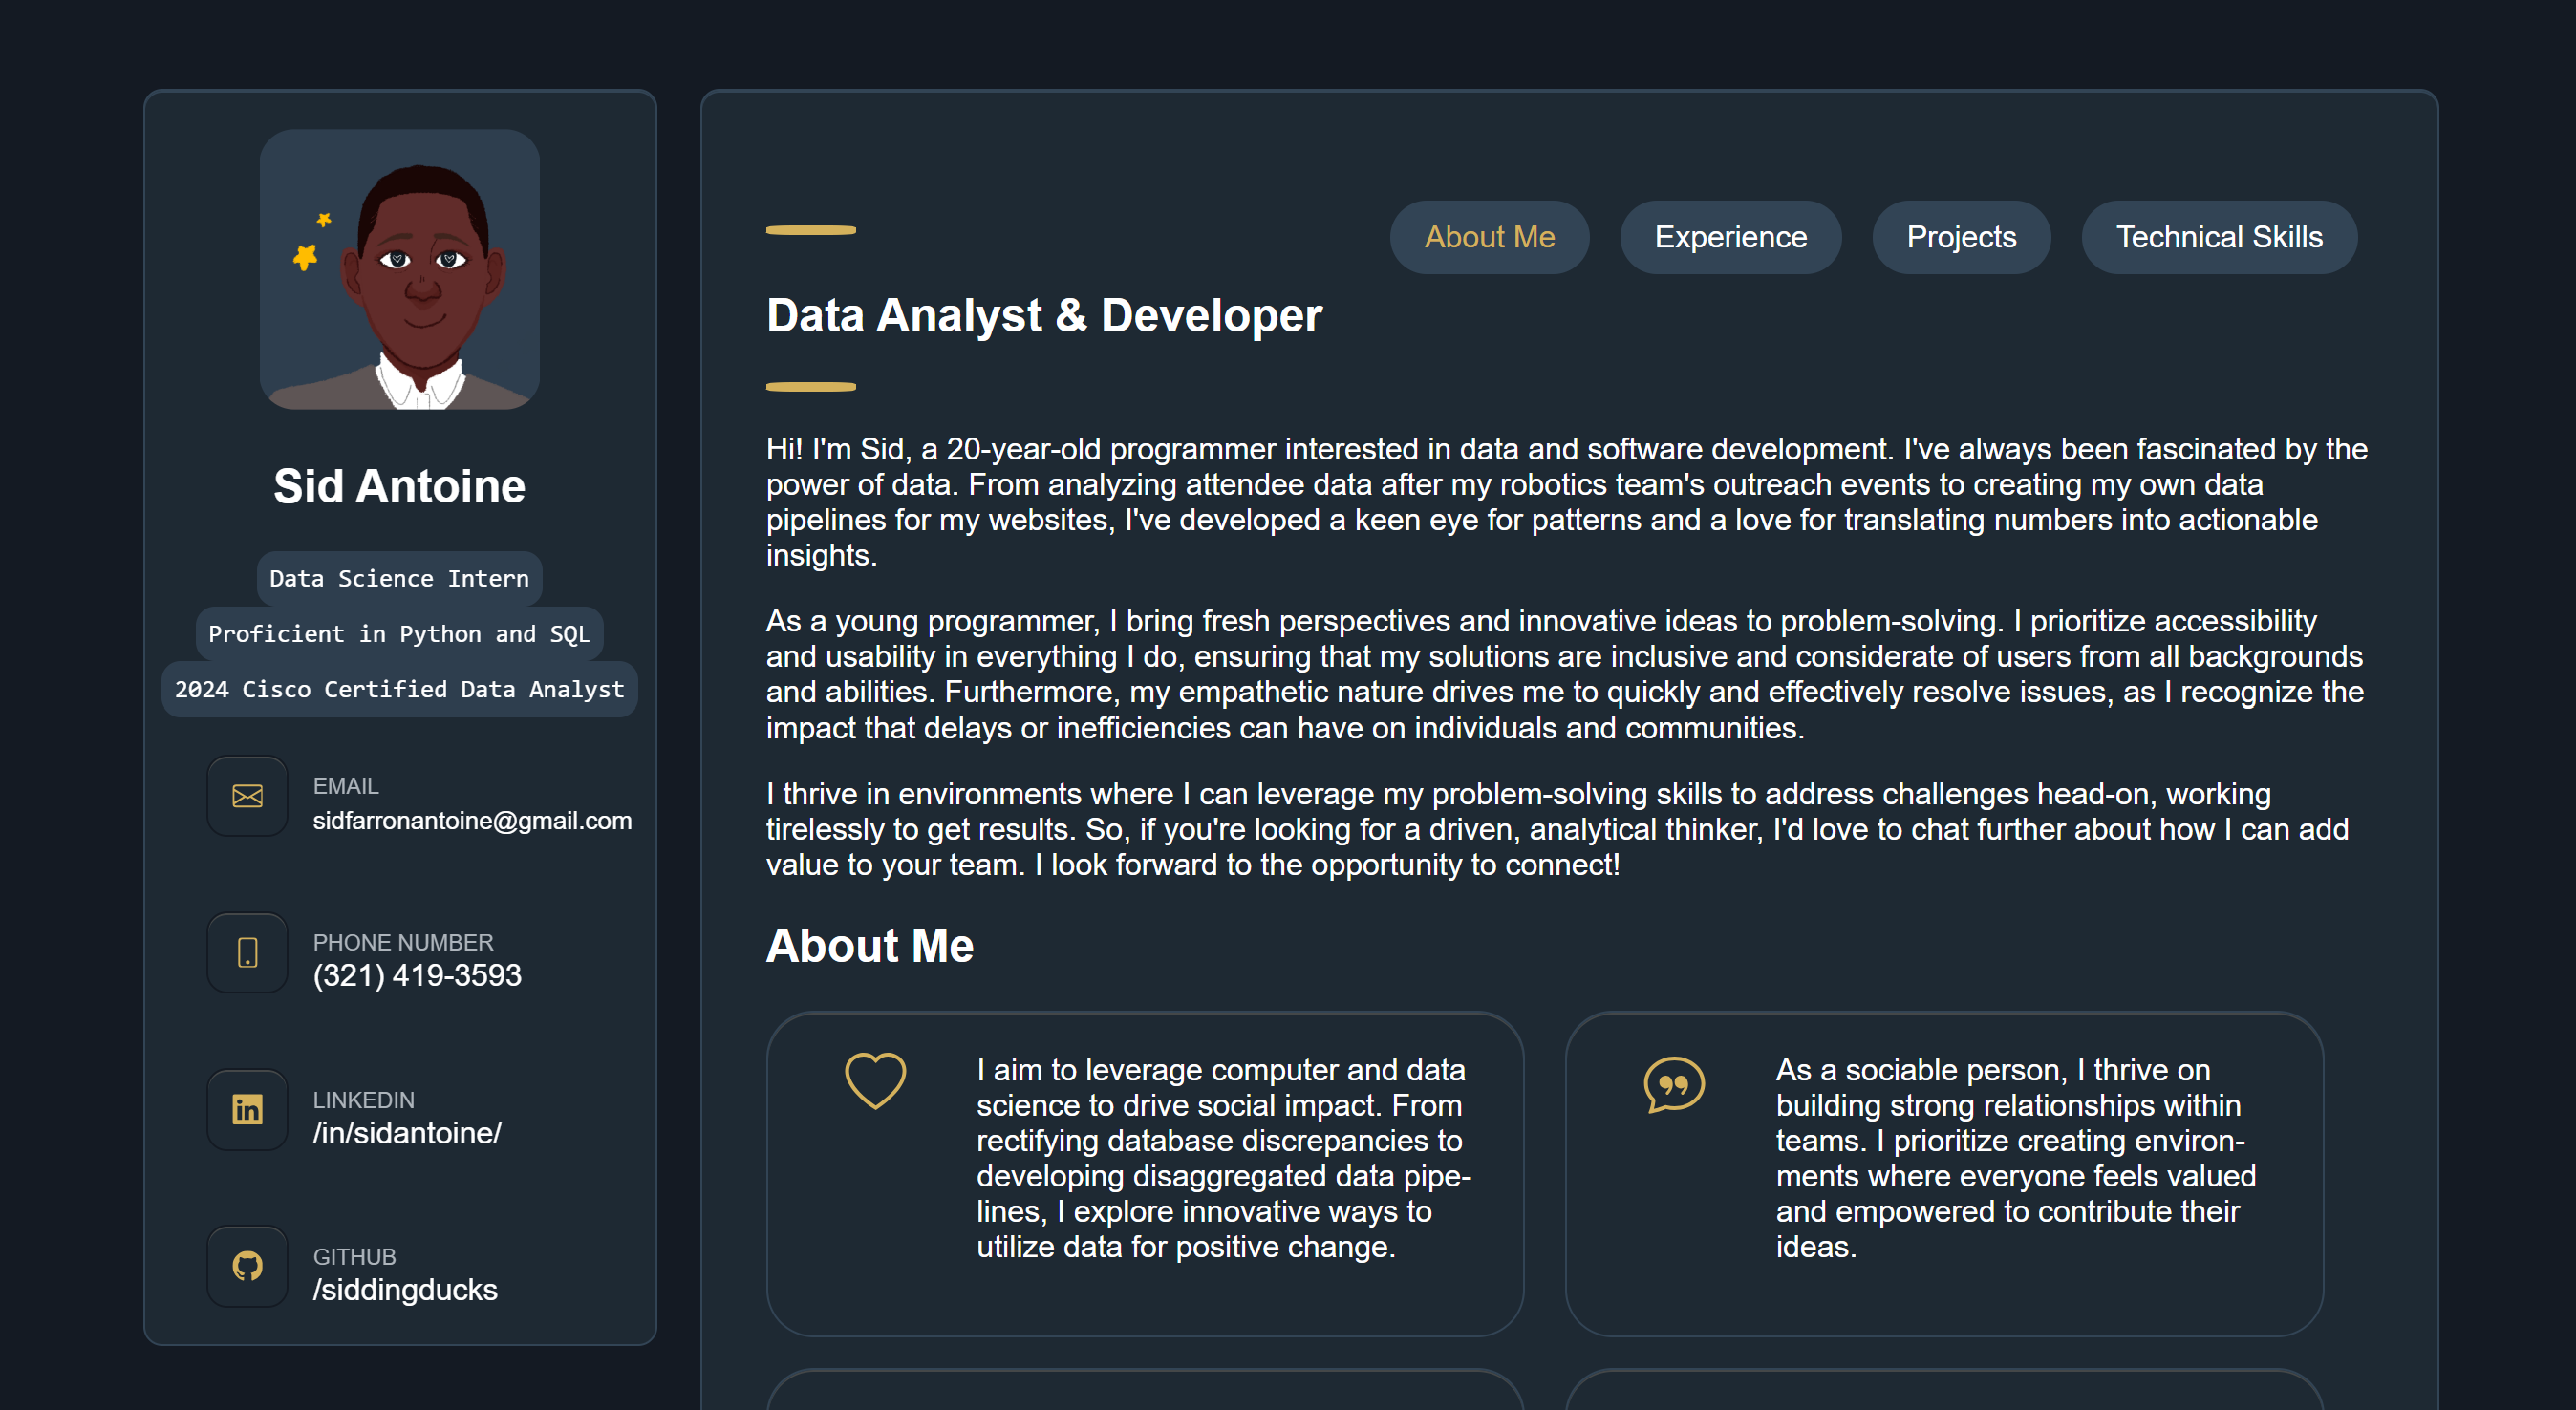 Sid Antoine
Data Science Intern
Proficient in Python and SQL
2024 Cisco Certified Data Analyst
EMAIL
sidfarronantoine@gmail.com
PHONE NUMBER
(321) 419-3593
LINKEDIN
/in/sidantoine/
GITHUB
/siddingducks
About Me
Experience
Projects
Technical Skills
Data Analyst & Developer
Hi! I'm Sid, a 20-year-old programmer interested in data and software development. I've always been fascinated by the
power of data. From analyzing attendee data after my robotics team's outreach events to creating my own data
pipelines for my websites, I've developed a keen eye for patterns and a love for translating numbers into actionable
insights.
As a young programmer, I bring fresh perspectives and innovative ideas to problem-solving. I prioritize accessibility
and usability in everything I do, ensuring that my solutions are inclusive and considerate of users from all backgrounds
and abilities. Furthermore, my empathetic nature drives me to quickly and effectively resolve issues, as I recognize the
impact that delays or inefficiencies can have on individuals and communities.
I thrive in environments where I can leverage my problem-solving skills to address challenges head-on, working
tirelessly to get results. So, if you're looking for a driven, analytical thinker, I'd love to chat further about how I can add
value to your team. I look forward to the opportunity to connect!
About Me
I aim to leverage computer and data
science to drive social impact. From
rectifying database discrepancies to
developing disaggregated data pipe-
lines, I explore innovative ways to
utilize data for positive change.
As a sociable person, I thrive on
building strong relationships within
teams. I prioritize creating environ-
ments where everyone feels valued
and empowered to contribute their
ideas.